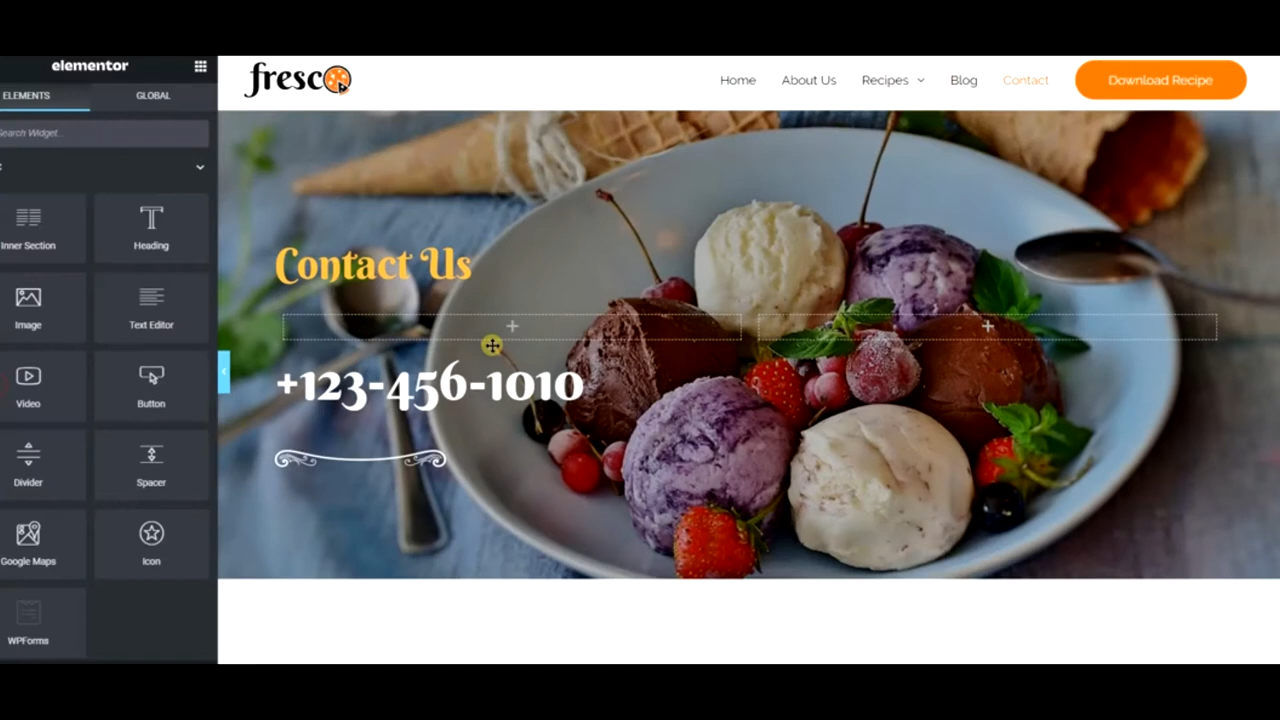 elementor
ELEMENTS GLOBAL
Search Widget...
Inner Section Heading
Image Text Editor
Video Button
Divider Spacer
Google Maps Icon
WPForms
fresco
Home About Us Recipes Blog Contact Download Recipe
Contact Us
+123-456-1010